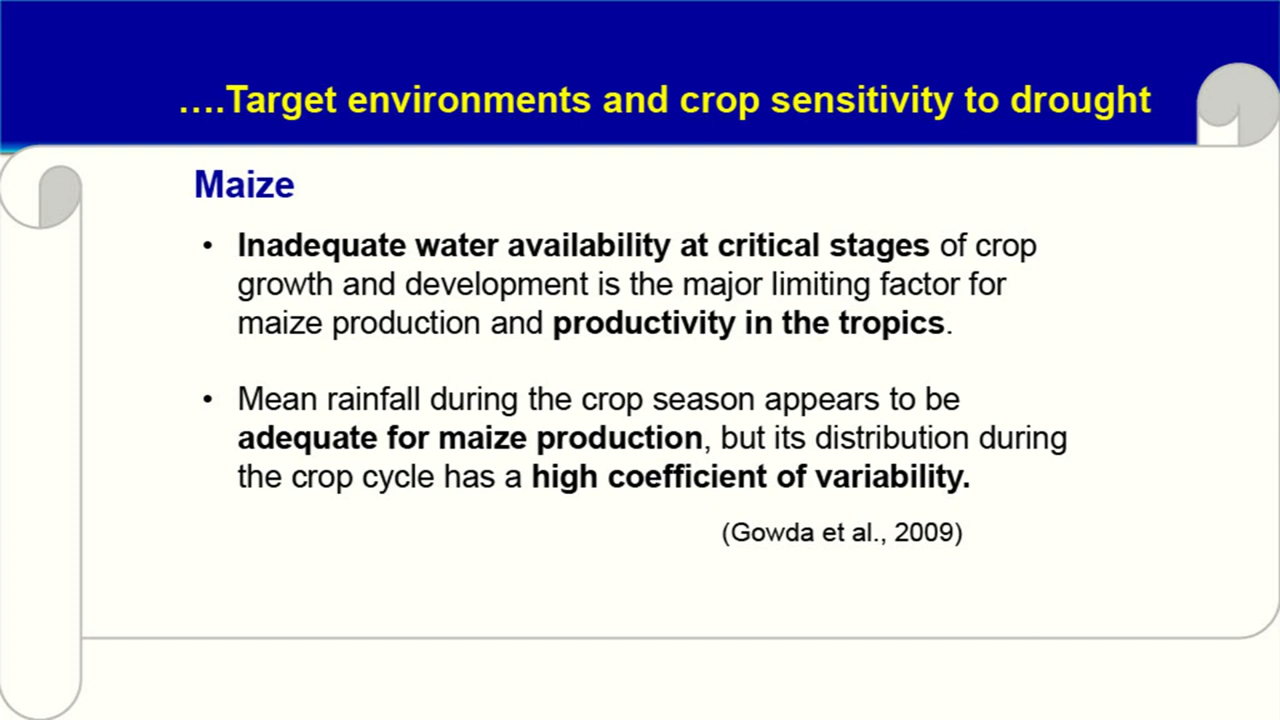 ....Target environments and crop sensitivity to drought
Maize
• Inadequate water availability at critical stages of crop
growth and development is the major limiting factor for
maize production and productivity in the tropics.
• Mean rainfall during the crop season appears to be
adequate for maize production, but its distribution during
the crop cycle has a high coefficient of variability.
(Gowda et al., 2009)